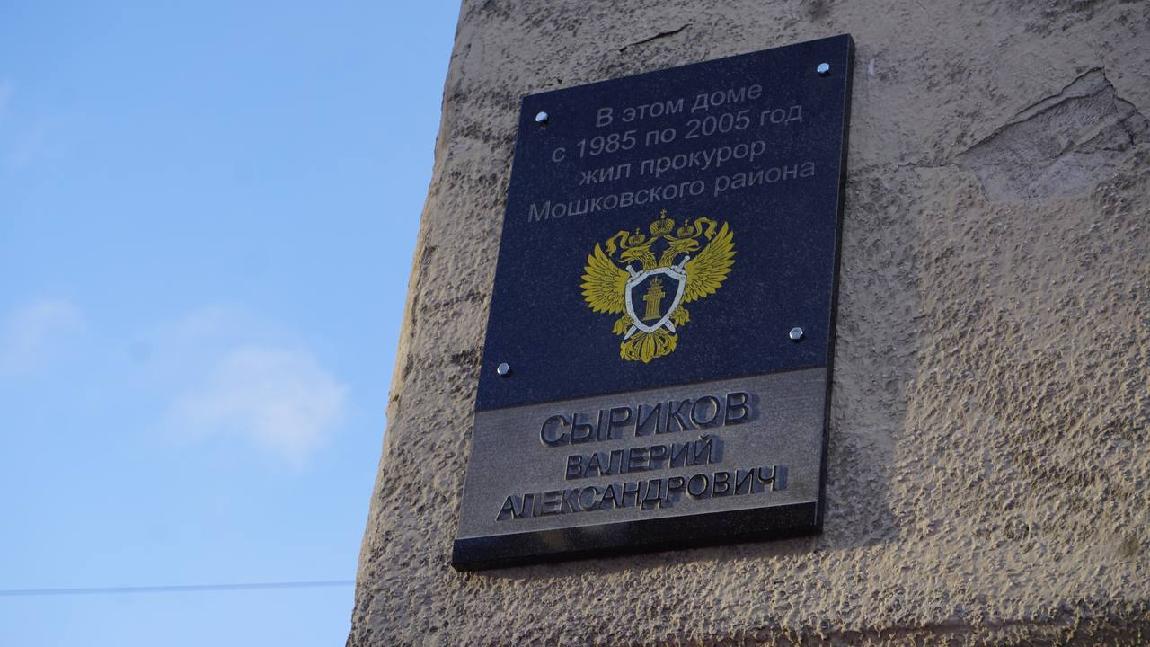 В этом доме
с 1985 по 2005 год
жил прокурор
Мошковского района
СЫРИКОВ
ВАЛЕРИЙ
АЛЕКСАНДРОВИЧ